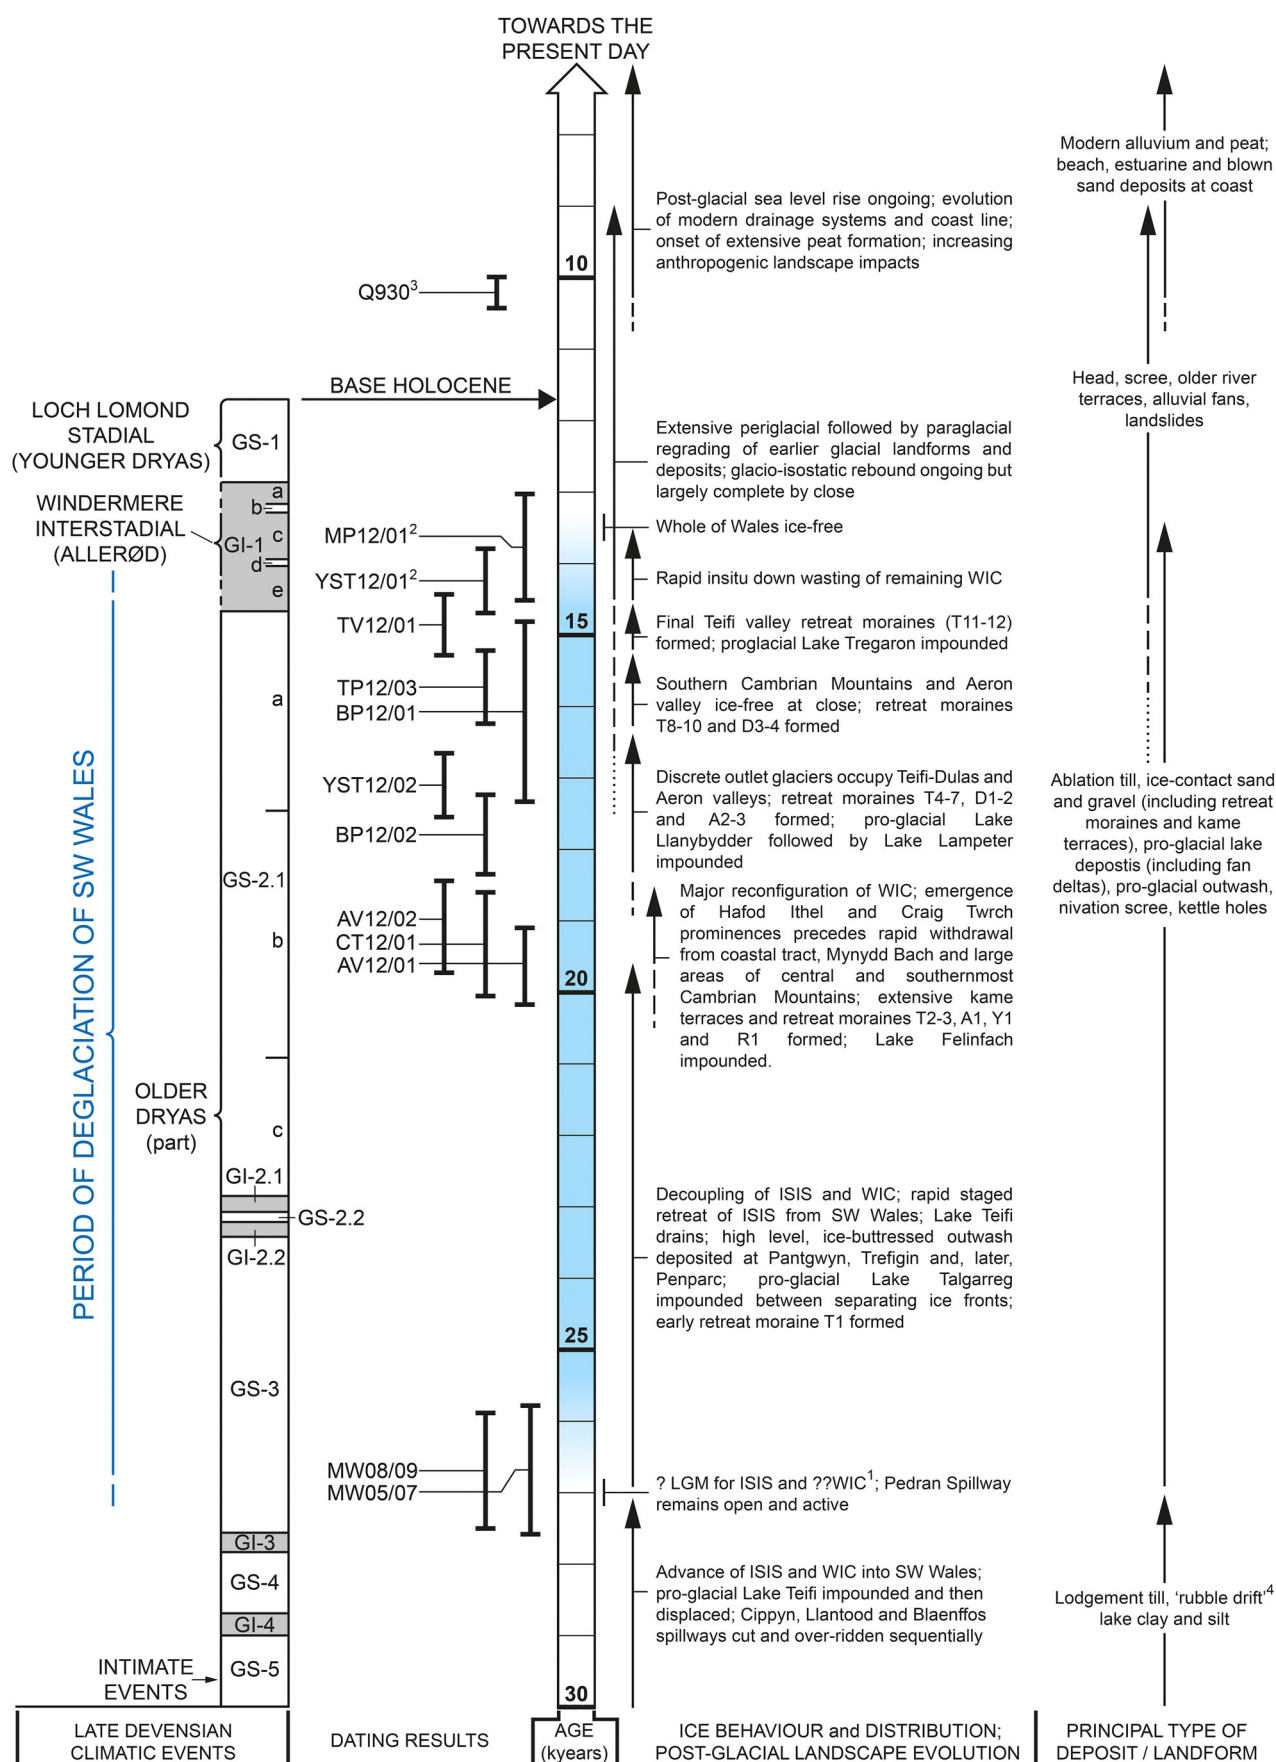 TOWARDS THE
PRESENT DAY
Modern alluvium and peat;
beach, estuarine and blown
sand deposits at coast
Post-glacial sea level rise ongoing; evolution
of modern drainage systems and coast line;
onset of extensive peat formation; increasing
anthropogenic landscape impacts
10
Q930³
BASE HOLOCENE
LOCH LOMOND
STADIAL
(YOUNGER DRYAS)
GS-1
Head, scree, older river
terraces, alluvial fans,
landslides
Extensive periglacial followed by paraglacial
regrading of earlier glacial landforms and
deposits; glacio-isostatic rebound ongoing but
largely complete by close
WINDERMERE
INTERSTADIAL
(ALLERØD)
GI-1
a
b
c
d
e
MP12/01²
Whole of Wales ice-free
YST12/01²
Rapid insitu down wasting of remaining WIC
TV12/01
15
Final Teifi valley retreat moraines (T11-12)
formed; proglacial Lake Tregaron impounded
TP12/03
BP12/01
a
Southern Cambrian Mountains and Aeron
valley ice-free at close; retreat moraines
T8-10 and D3-4 formed
YST12/02
BP12/02
Discrete outlet glaciers occupy Teifi-Dulas and
Aeron valleys; retreat moraines T4-7, D1-2
and A2-3 formed; pro-glacial Lake
Llanybydder followed by Lake Lampeter
impounded
Ablation till, ice-contact sand
and gravel (including retreat
moraines and kame
terraces), pro-glacial lake
depostis (including fan
deltas), pro-glacial outwash,
nivation scree, kettle holes
GS-2.1
b
AV12/02
CT12/01
AV12/01
20
Major reconfiguration of WIC; emergence
of Hafod Ithel and Craig Twrch
prominences precedes rapid withdrawal
from coastal tract, Mynydd Bach and large
areas of central and southernmost
Cambrian Mountains; extensive kame
terraces and retreat moraines T2-3, A1, Y1
and R1 formed; Lake Felinfach
impounded.
PERIOD OF DEGLACIATION OF SW WALES
OLDER
DRYAS
(part)
c
GI-2.1
GS-2.2
GI-2.2
Decoupling of ISIS and WIC; rapid staged
retreat of ISIS from SW Wales; Lake Teifi
drains; high level, ice-buttressed outwash
deposited at Pantgwyn, Trefigin and, later,
Penparc; pro-glacial Lake Talgarreg
impounded between separating ice fronts;
early retreat moraine T1 formed
25
GS-3
MW08/09
MW05/07
? LGM for ISIS and ??WIC¹; Pedran Spillway
remains open and active
GI-3
GS-4
GI-4
GS-5
Advance of ISIS and WIC into SW Wales;
pro-glacial Lake Teifi impounded and then
displaced; Cippyn, Llantood and Blaenffos
spillways cut and over-ridden sequentially
Lodgement till, ‘rubble drift’⁴
lake clay and silt
INTIMATE
EVENTS
30
LATE DEVENSIAN
CLIMATIC EVENTS
DATING RESULTS
AGE
(kyears)
ICE BEHAVIOUR and DISTRIBUTION;
POST-GLACIAL LANDSCAPE EVOLUTION
PRINCIPAL TYPE OF
DEPOSIT / LANDFORM